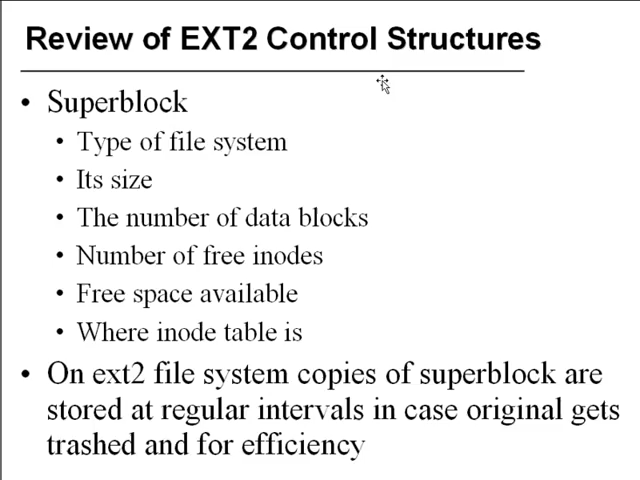 Review of EXT2 Control Structures
• Superblock
• Type of file system
• Its size
• The number of data blocks
• Number of free inodes
• Free space available
• Where inode table is
• On ext2 file system copies of superblock are
stored at regular intervals in case original gets
trashed and for efficiency